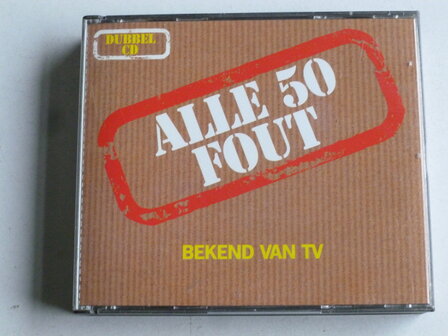 DUBBEL
CD
ALLE 50
FOUT
BEKEND VAN TV